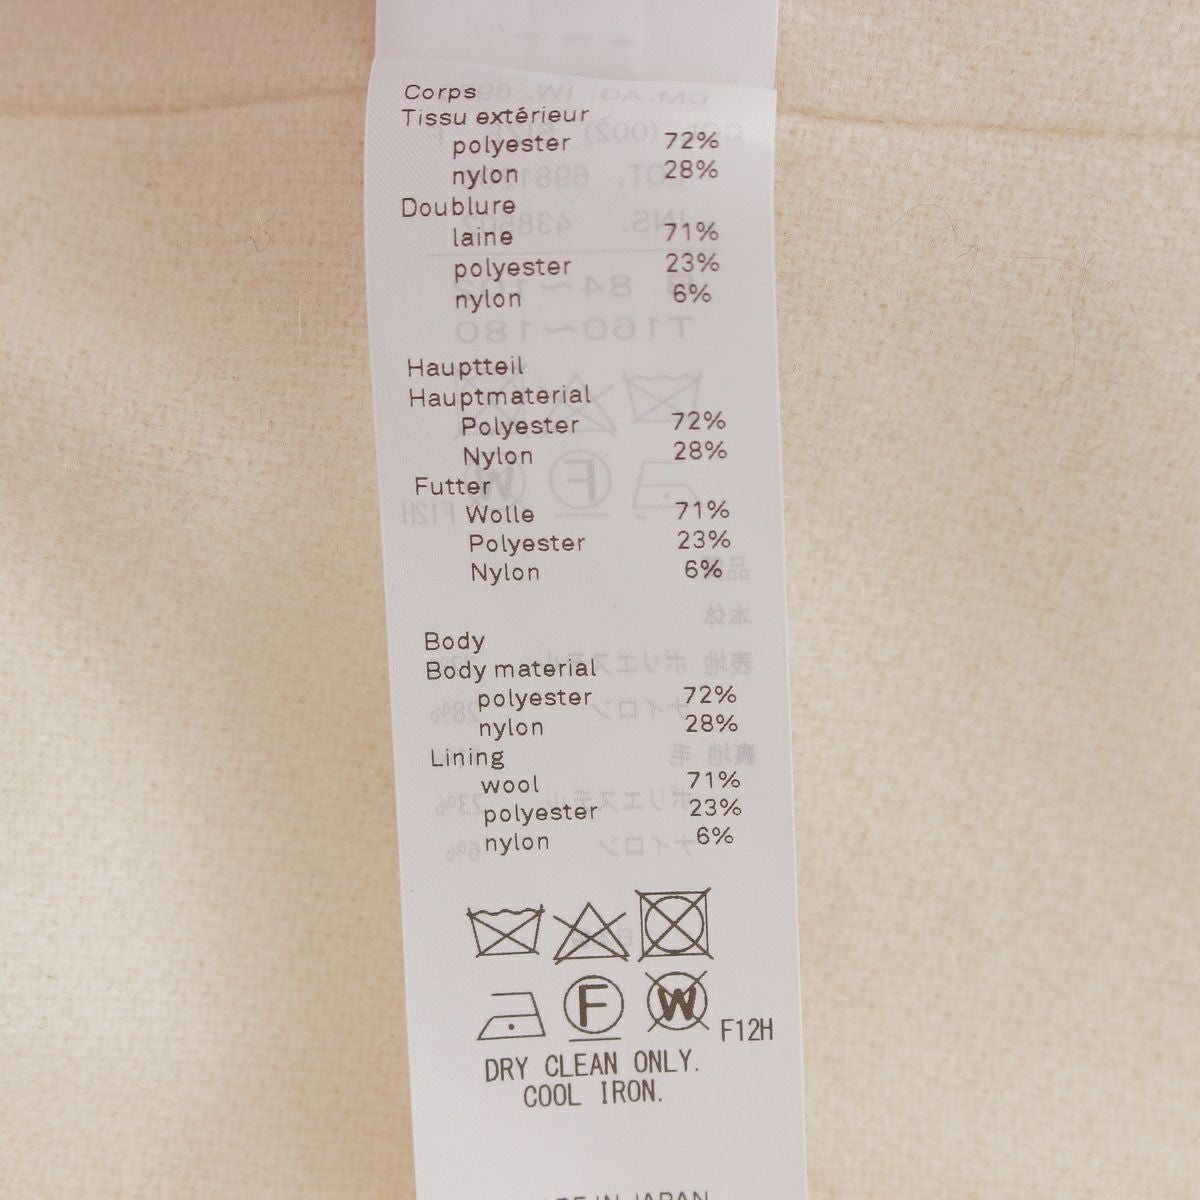 Corps
Tissu extérieur
polyester 72%
nylon 28%
Doublure
laine 71%
polyester 23%
nylon 6%
Hauptteil
Hauptmaterial
Polyester 72%
Nylon 28%
Futter
Wolle 71%
Polyester 23%
Nylon 6%
Body
Body material
polyester 72%
nylon 28%
Lining
wool 71%
polyester 23%
nylon 6%
F W F12H
DRY CLEAN ONLY.
COOL IRON.
IN JAPAN